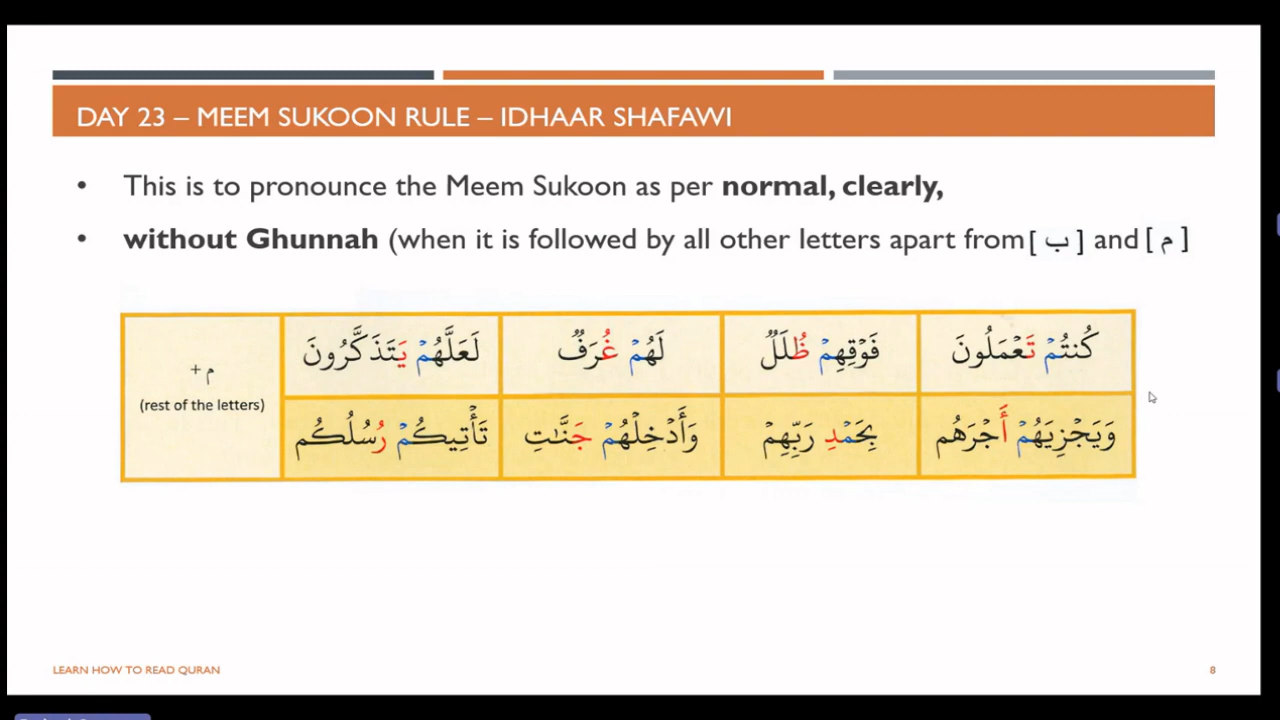 DAY 23 – MEEM SUKOON RULE – IDHAAR SHAFAWI
• This is to pronounce the Meem Sukoon as per normal, clearly,
• without Ghunnah (when it is followed by all other letters apart from [ ب ] and [ م ]
كُنتُمۡ تَعۡمَلُونَ
فَوۡقِهِمۡ ظُلَلٌ
لَهُمۡ غُرَفٌ
لَعَلَّهُمۡ يَتَذَكَّرُونَ
م +
(rest of the letters)
وَيَجۡزِيَهُمۡ أَجۡرَهُم
بِحَمۡدِ رَبِّهِمۡ
وَأَدۡخِلۡهُمۡ جَنَّٰتِ
تَأۡتِيكُمۡ رُسُلُكُم
LEARN HOW TO READ QURAN
8